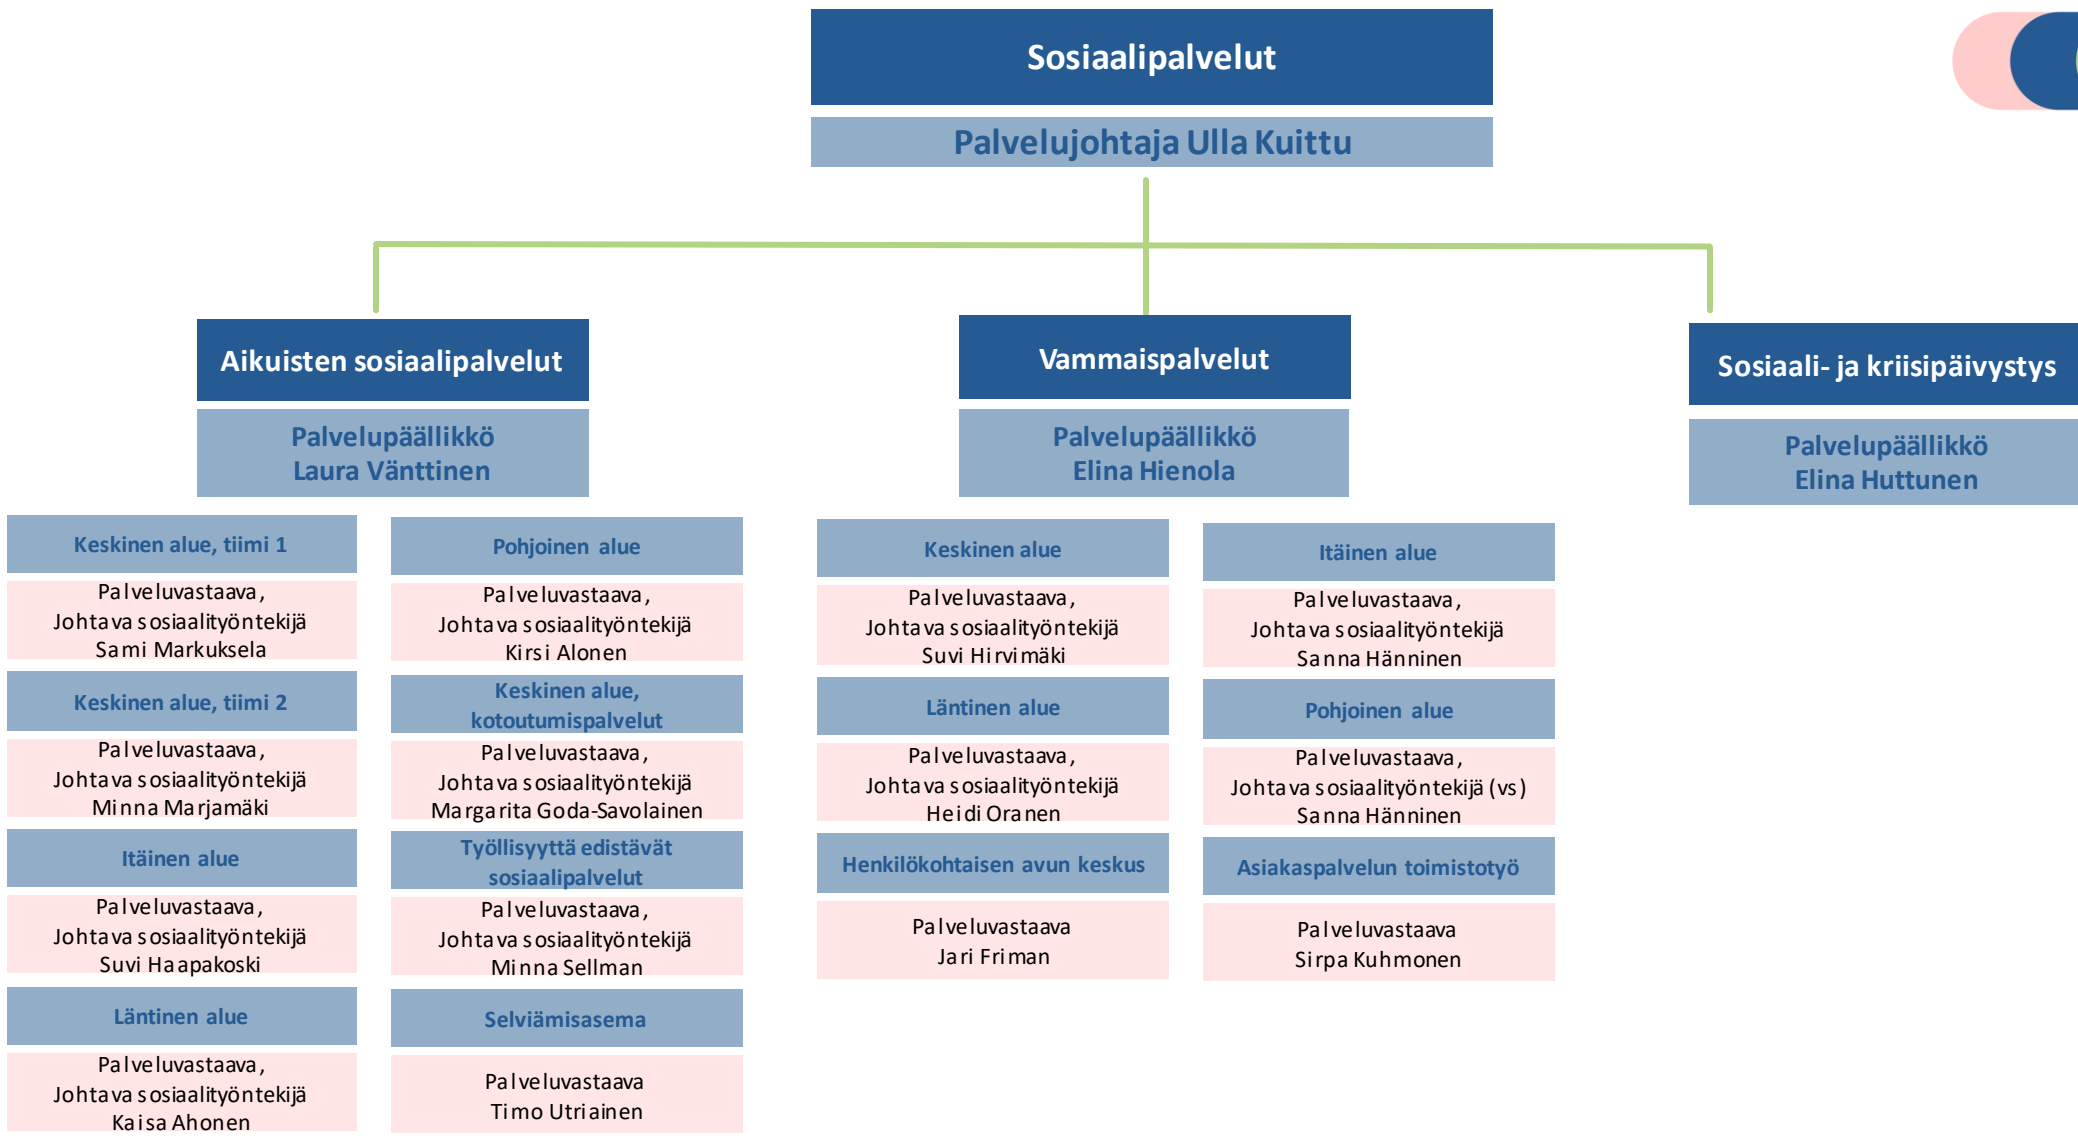 Sosiaalipalvelut
Palvelujohtaja Ulla Kuittu
Aikuisten sosiaalipalvelut
Palvelupäällikkö
Laura Vänttinen
Keskinen alue, tiimi 1
Palveluvastaava,
Johtava sosiaalityöntekijä
Sami Markuksela
Keskinen alue, tiimi 2
Palveluvastaava,
Johtava sosiaalityöntekijä
Minna Marjamäki
Itäinen alue
Palveluvastaava,
Johtava sosiaalityöntekijä
Suvi Haapakoski
Läntinen alue
Palveluvastaava,
Johtava sosiaalityöntekijä
Kaisa Ahonen
Pohjoinen alue
Palveluvastaava,
Johtava sosiaalityöntekijä
Kirsi Alonen
Keskinen alue,
kotoutumispalvelut
Palveluvastaava,
Johtava sosiaalityöntekijä
Margarita Goda-Savolainen
Työllisyyttä edistävät
sosiaalipalvelut
Palveluvastaava,
Johtava sosiaalityöntekijä
Minna Sellman
Selviämisasema
Palveluvastaava
Timo Utriainen
Vammaispalvelut
Palvelupäällikkö
Elina Hienola
Keskinen alue
Palveluvastaava,
Johtava sosiaalityöntekijä
Suvi Hirvimäki
Läntinen alue
Palveluvastaava,
Johtava sosiaalityöntekijä
Heidi Oranen
Henkilökohtaisen avun keskus
Palveluvastaava
Jari Friman
Itäinen alue
Palveluvastaava,
Johtava sosiaalityöntekijä
Sanna Hänninen
Pohjoinen alue
Palveluvastaava,
Johtava sosiaalityöntekijä (vs)
Sanna Hänninen
Asiakaspalvelun toimistotyö
Palveluvastaava
Sirpa Kuhmonen
Sosiaali- ja kriisipäivystys
Palvelupäällikkö
Elina Huttunen